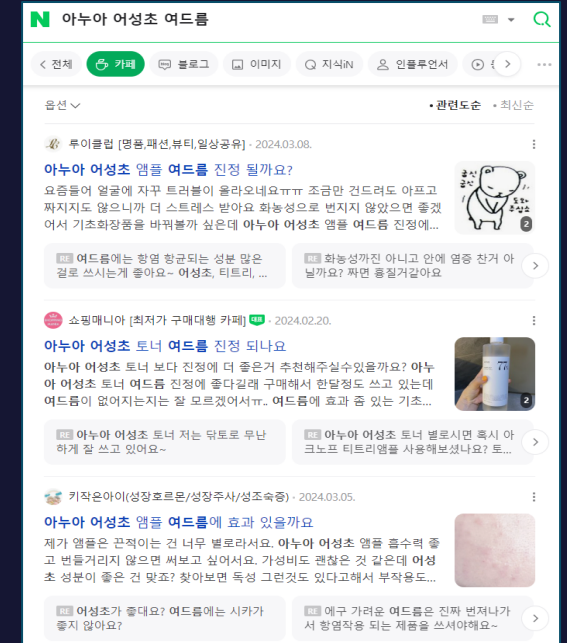 N 아누아 어성초 여드름
전체 카페 블로그 이미지 지식iN 인플루언서
옵션 •관련도순 •최신순
루이클럽 [명품,패션,뷰티,일상공유] · 2024.03.08.
아누아 어성초 앰플 여드름 진정 될까요?
요즘들어 얼굴에 자꾸 트러블이 올라오네요ㅠㅠ 조금만 건드려도 아프고
짜지지도 않으니까 더 스트레스 받아요 화농성으로 번지지 않았으면 좋겠
어서 기초화장품을 바꿔볼까 싶은데 아누아 어성초 앰플 여드름 진정에...
급신
급신
도와
주십쇼
2
RE 여드름에는 항염 항균되는 성분 많은
걸로 쓰시는게 좋아요~ 어성초, 티트리, ...
RE 화농성까진 아니고 안에 염증 찬거 아
닐까요? 짜면 흉질거같아요
쇼핑매니아 [최저가 구매대행 카페] 대표 · 2024.02.20.
아누아 어성초 토너 여드름 진정 되나요
아누아 어성초 토너 보다 진정에 더 좋은거 추천해주실수있을까요? 아누
아 어성초 토너 여드름 진정에 좋다길래 구매해서 한달정도 쓰고 있는데
여드름이 없어지는지는 잘 모르겠어서ㅠ.. 여드름에 효과 좀 있는 기초...
77
2
RE 아누아 어성초 토너 저는 닦토로 무난
하게 잘 쓰고 있어요~
RE 아누아 어성초 토너 별로시면 혹시 아
크노프 티트리앰플 사용해보셨나요? 토...
키작은아이(성장호르몬/성장주사/성조숙증) · 2024.03.05.
아누아 어성초 앰플 여드름에 효과 있을까요
제가 앰플은 끈적이는 건 너무 별로라서요. 아누아 어성초 앰플 흡수력 좋
고 번들거리지 않으면 써보고 싶어서요. 가성비도 괜찮은 것 같은데 어성
초 성분이 좋은 건 맞죠? 찾아보면 독성 그런것도 있다고해서 부작용도...
RE 어성초가 좋대요? 여드름에는 시카가
좋지 않아요?
RE 에구 가려운 여드름은 진짜 번져나가
서 항염작용 되는 제품을 쓰셔야해요~